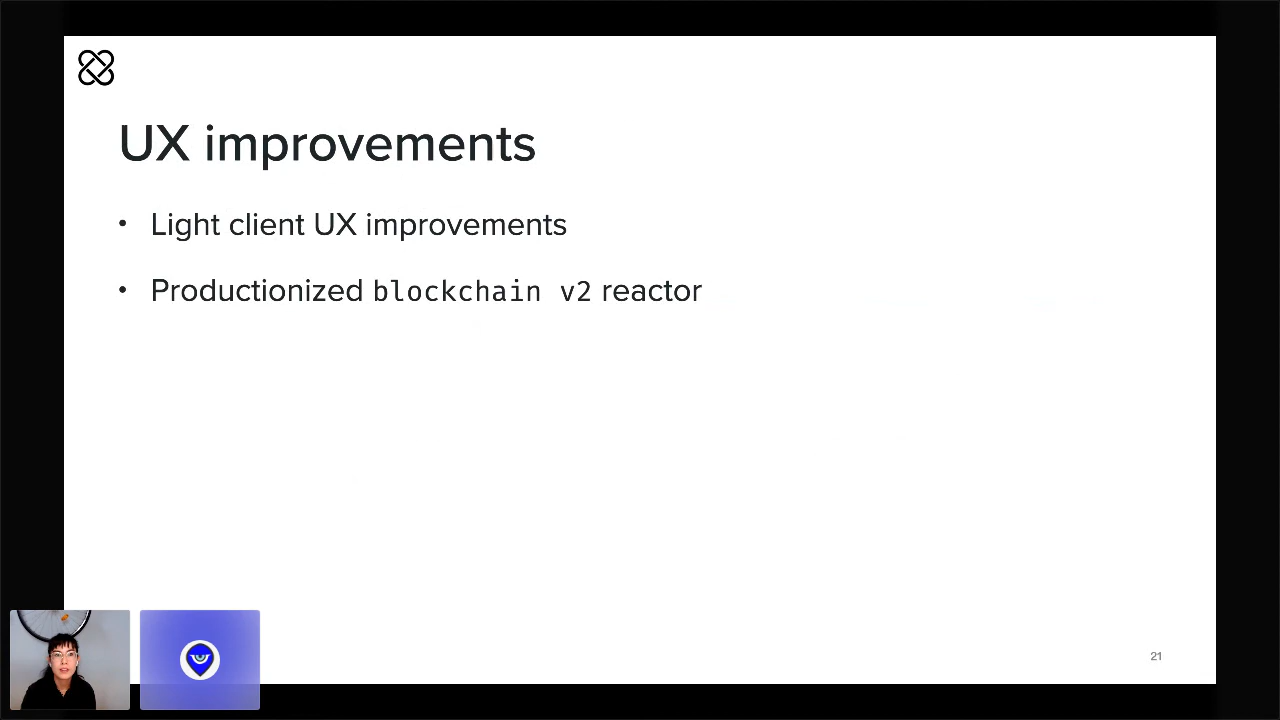 UX improvements
• Light client UX improvements
• Productionized blockchain v2 reactor
21